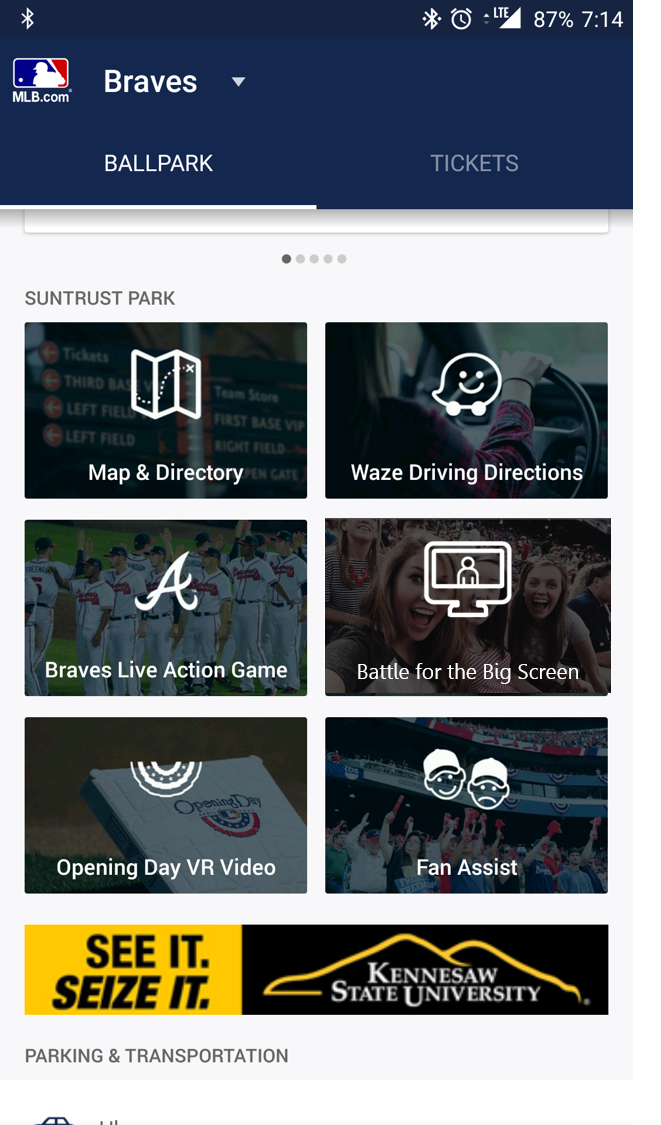 LTE 87% 7:14
MLB.com
Braves
BALLPARK TICKETS
SUNTRUST PARK
Tickets
THIRD BASE V
LEFT FIELD V
LEFT FIELD
Team Store
FIRST BASE VIP
RIGHT FIELD
PEN GATE
Map & Directory
Waze Driving Directions
A
Braves Live Action Game
Battle for the Big Screen
Opening Day
Opening Day VR Video
Fan Assist
SEE IT.
SEIZE IT.
KENNESAW
STATE UNIVERSITY
PARKING & TRANSPORTATION